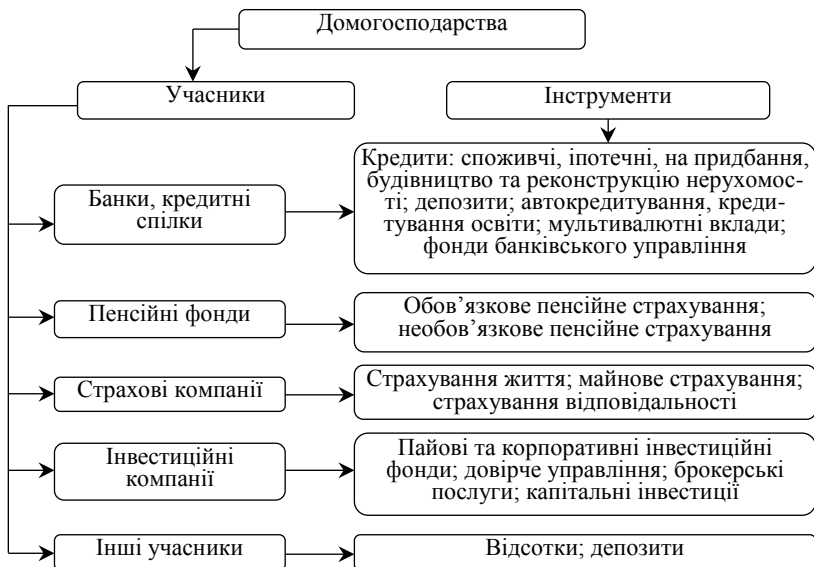 Домогосподарства
Учасники
Інструменти
Банки, кредитні
спілки
Кредити: споживчі, іпотечні, на придбання,
будівництво та реконструкцію нерухомос-
ті; депозити; автокредитування, креди-
тування освіти; мультивалютні вклади;
фонди банківського управління
Пенсійні фонди
Обов’язкове пенсійне страхування;
необов’язкове пенсійне страхування
Страхові компанії
Страхування життя; майнове страхування;
страхування відповідальності
Інвестиційні
компанії
Пайові та корпоративні інвестиційні
фонди; довірче управління; брокерські
послуги; капітальні інвестиції
Інші учасники
Відсотки; депозити